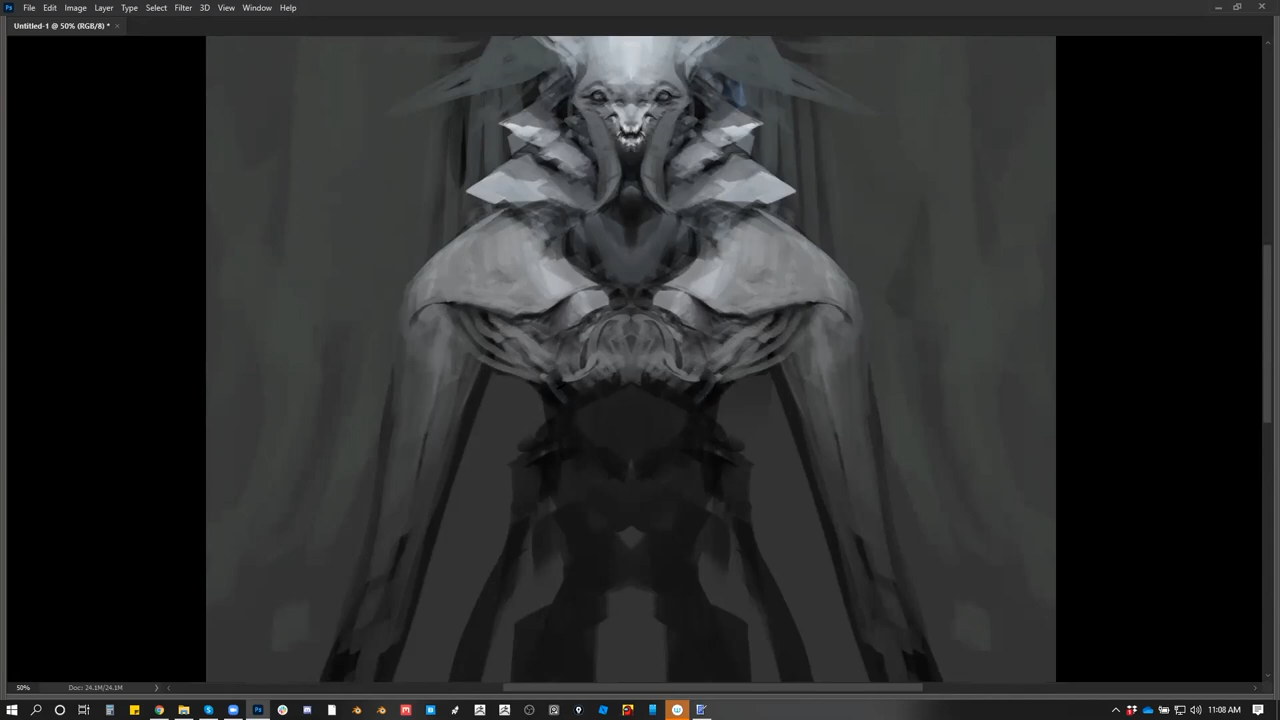 File Edit Image Layer Type Select Filter 3D View Window Help
Untitled-1 @ 50% (RGB/8) *
50% Doc: 24.1M/24.1M
11:08 AM